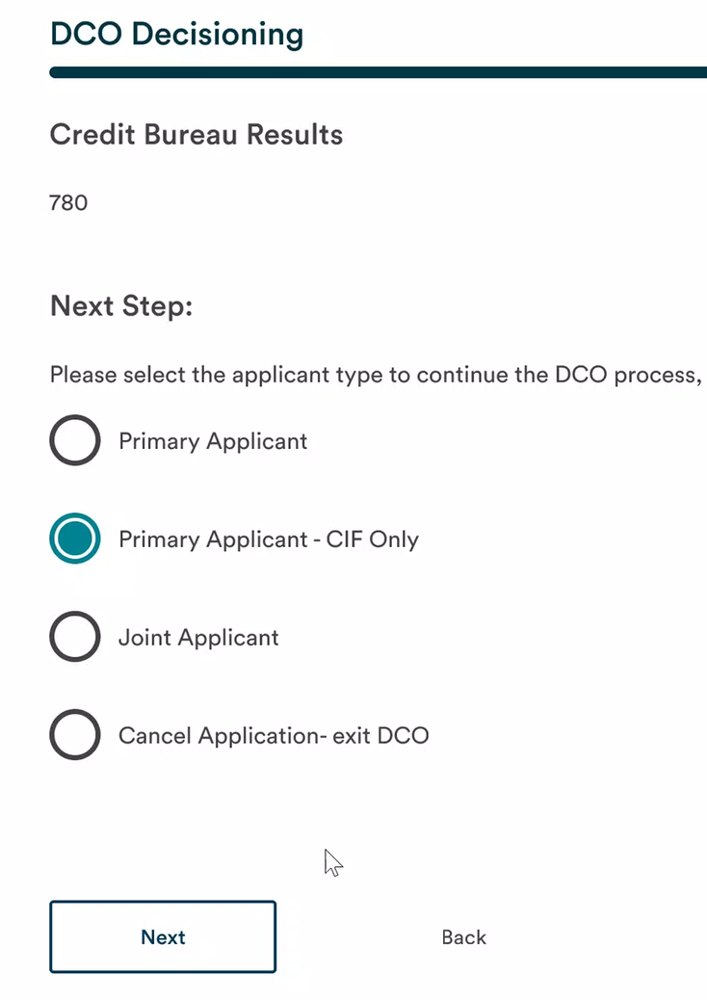 DCO Decisioning
Credit Bureau Results
780
Next Step:
Please select the applicant type to continue the DCO process,
Primary Applicant
Primary Applicant - CIF Only
Joint Applicant
Cancel Application- exit DCO
Next
Back